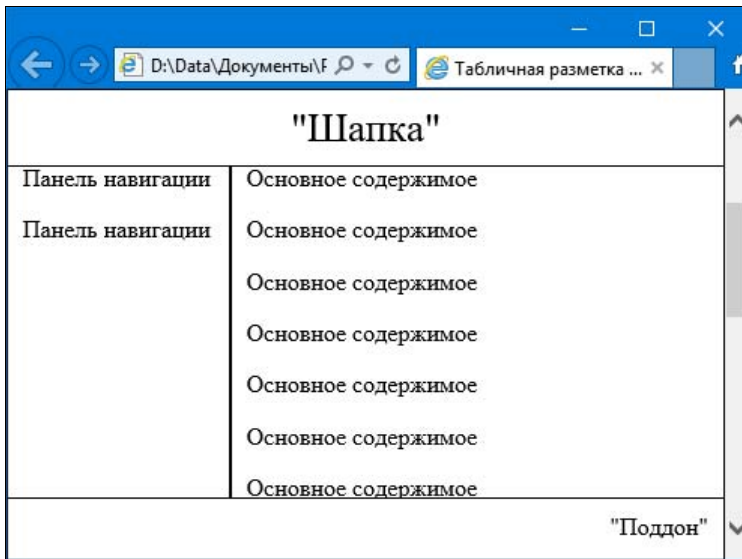 D:\Data\Документы\F
Табличная разметка ...
"Шапка"
Панель навигации
Основное содержимое
Панель навигации
Основное содержимое
Основное содержимое
Основное содержимое
Основное содержимое
Основное содержимое
Основное содержимое
"Поддон"